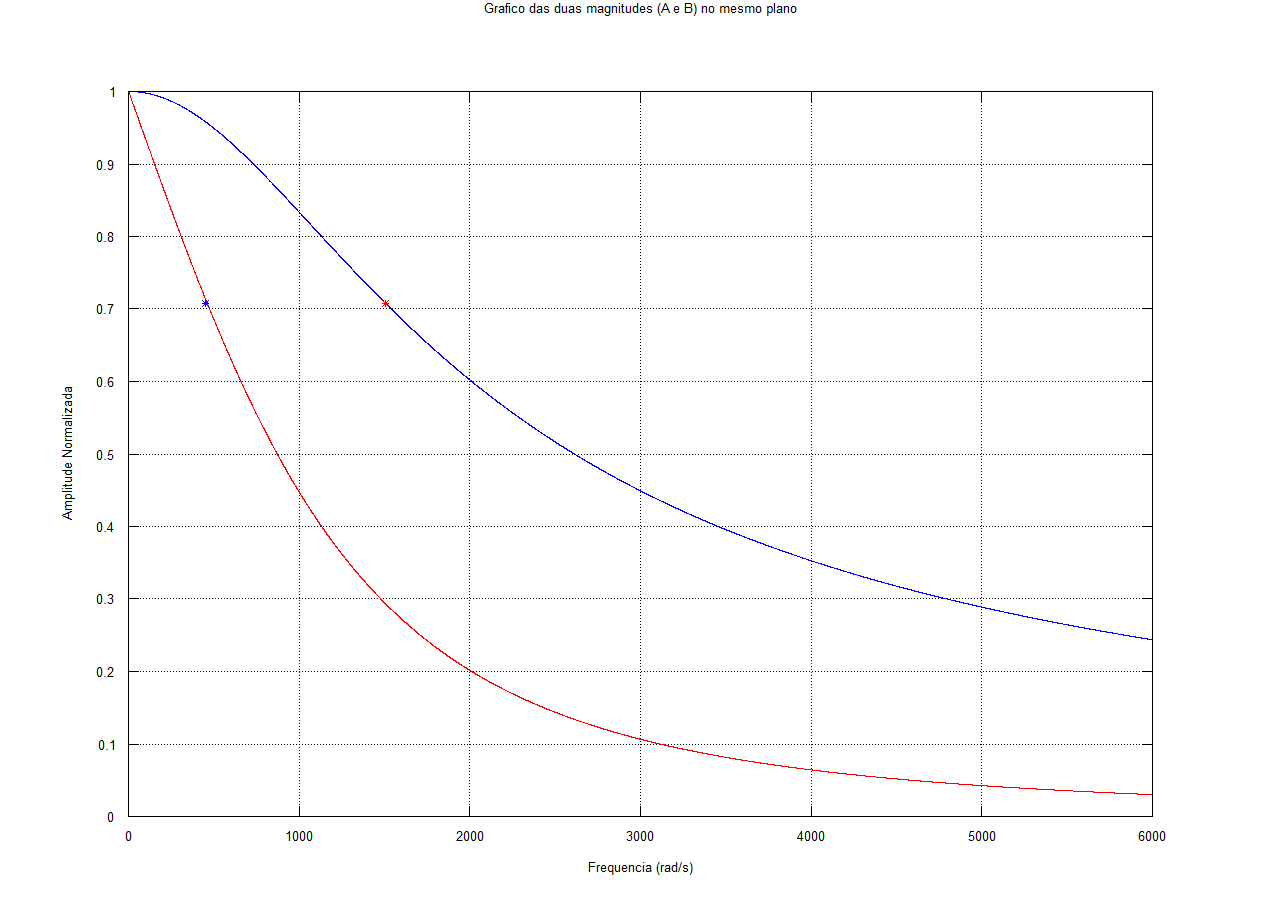 Grafico das duas magnitudes (A e B) no mesmo plano
1
0.9
0.8
0.7
0.6
0.5
0.4
0.3
0.2
0.1
0
Amplitude Normalizada
0 1000 2000 3000 4000 5000 6000
Frequencia (rad/s)